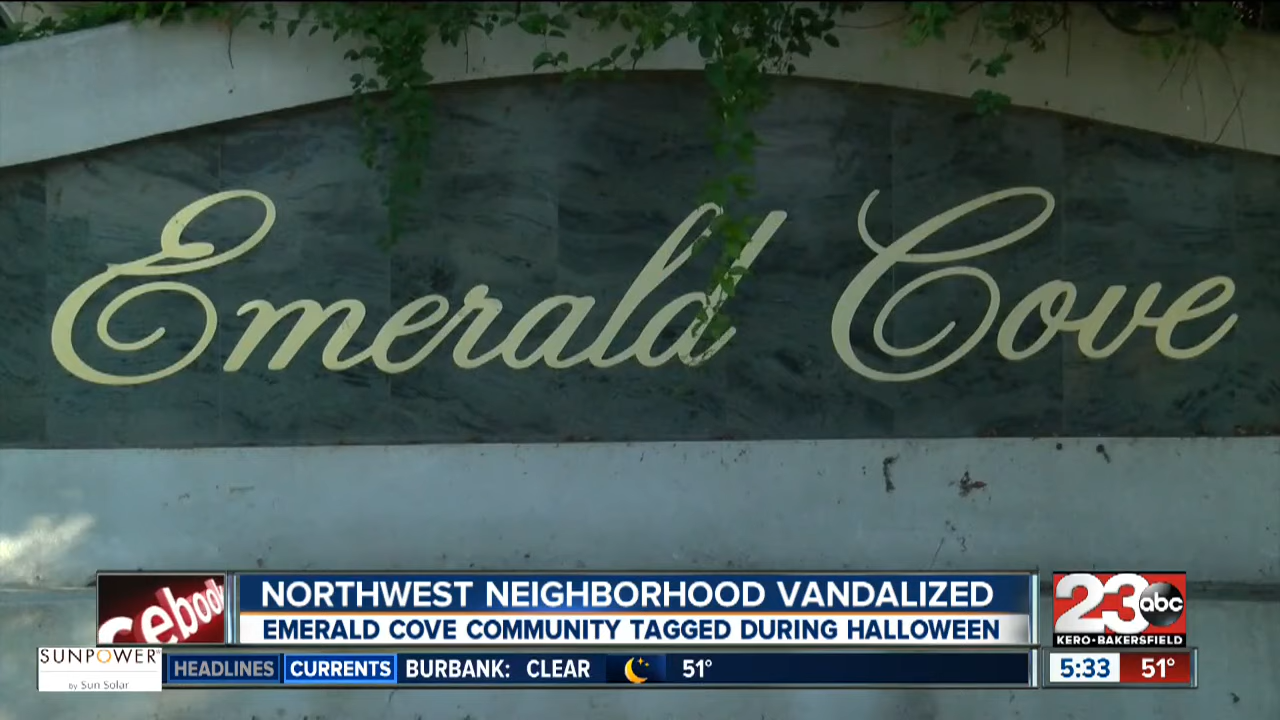 Emerald Cove
cebook
NORTHWEST NEIGHBORHOOD VANDALIZED
EMERALD COVE COMMUNITY TAGGED DURING HALLOWEEN
23 abc
KERO-BAKERSFIELD
SUNPOWER
by Sun Solar
HEADLINES CURRENTS BURBANK: CLEAR 51°
5:33 51°